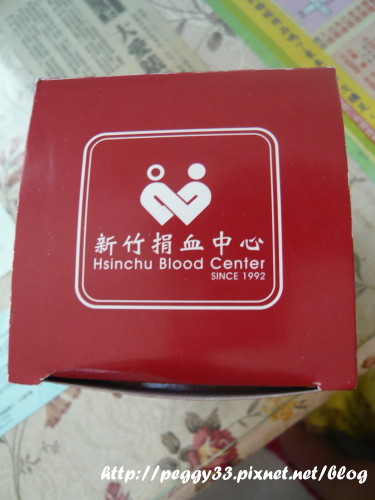 新竹捐血中心
Hsinchu Blood Center
SINCE 1992
http://peggy33.pixnet.net/blog